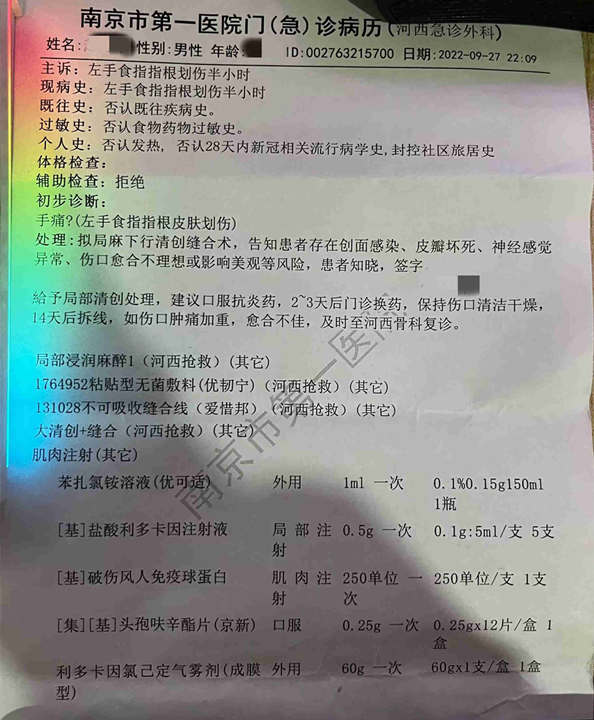 南京市第一医院门(急)诊病历(河西急诊外科)
姓名: 性别:男性 年龄: ID:002763215700 日期:2022-09-27 22:09
主诉: 左手食指指根划伤半小时
现病史: 左手食指指根划伤半小时
既往史: 否认既往疾病史。
过敏史: 否认食物药物过敏史。
个人史: 否认发热, 否认28天内新冠相关流行病学史,封控社区旅居史
体格检查:
辅助检查: 拒绝
初步诊断:
手痛?(左手食指指根皮肤划伤)
处理:拟局麻下行清创缝合术, 告知患者存在创面感染、皮瓣坏死、神经感觉
异常、伤口愈合不理想或影响美观等风险, 患者知晓, 签字
给予局部清创处理, 建议口服抗炎药, 2~3天后门诊换药, 保持伤口清洁干燥,
14天后拆线, 如伤口肿痛加重, 愈合不佳, 及时至河西骨科复诊。
局部浸润麻醉1 (河西抢救) (其它)
1764952粘贴型无菌敷料(优韧宁) (河西抢救) (其它)
131028不可吸收缝合线 (爱惜邦) (河西抢救) (其它)
大清创+缝合 (河西抢救) (其它)
肌肉注射(其它)
苯扎氯铵溶液(优可适) 外用 1ml 一次 0.1%0.15g150ml
1瓶
[基]盐酸利多卡因注射液 局部注 0.5g 一次 0.1g:5ml/支 5支
射
[基]破伤风人免疫球蛋白 肌肉注 250单位 一 250单位/支 1支
射 次
[集][基]头孢呋辛酯片(京新) 口服 0.25g 一次 0.25gx12片/盒 1
盒
利多卡因氯己定气雾剂(成膜 外用 60g 一次 60gx1支/盒 1盒
型)
南京市第一医院